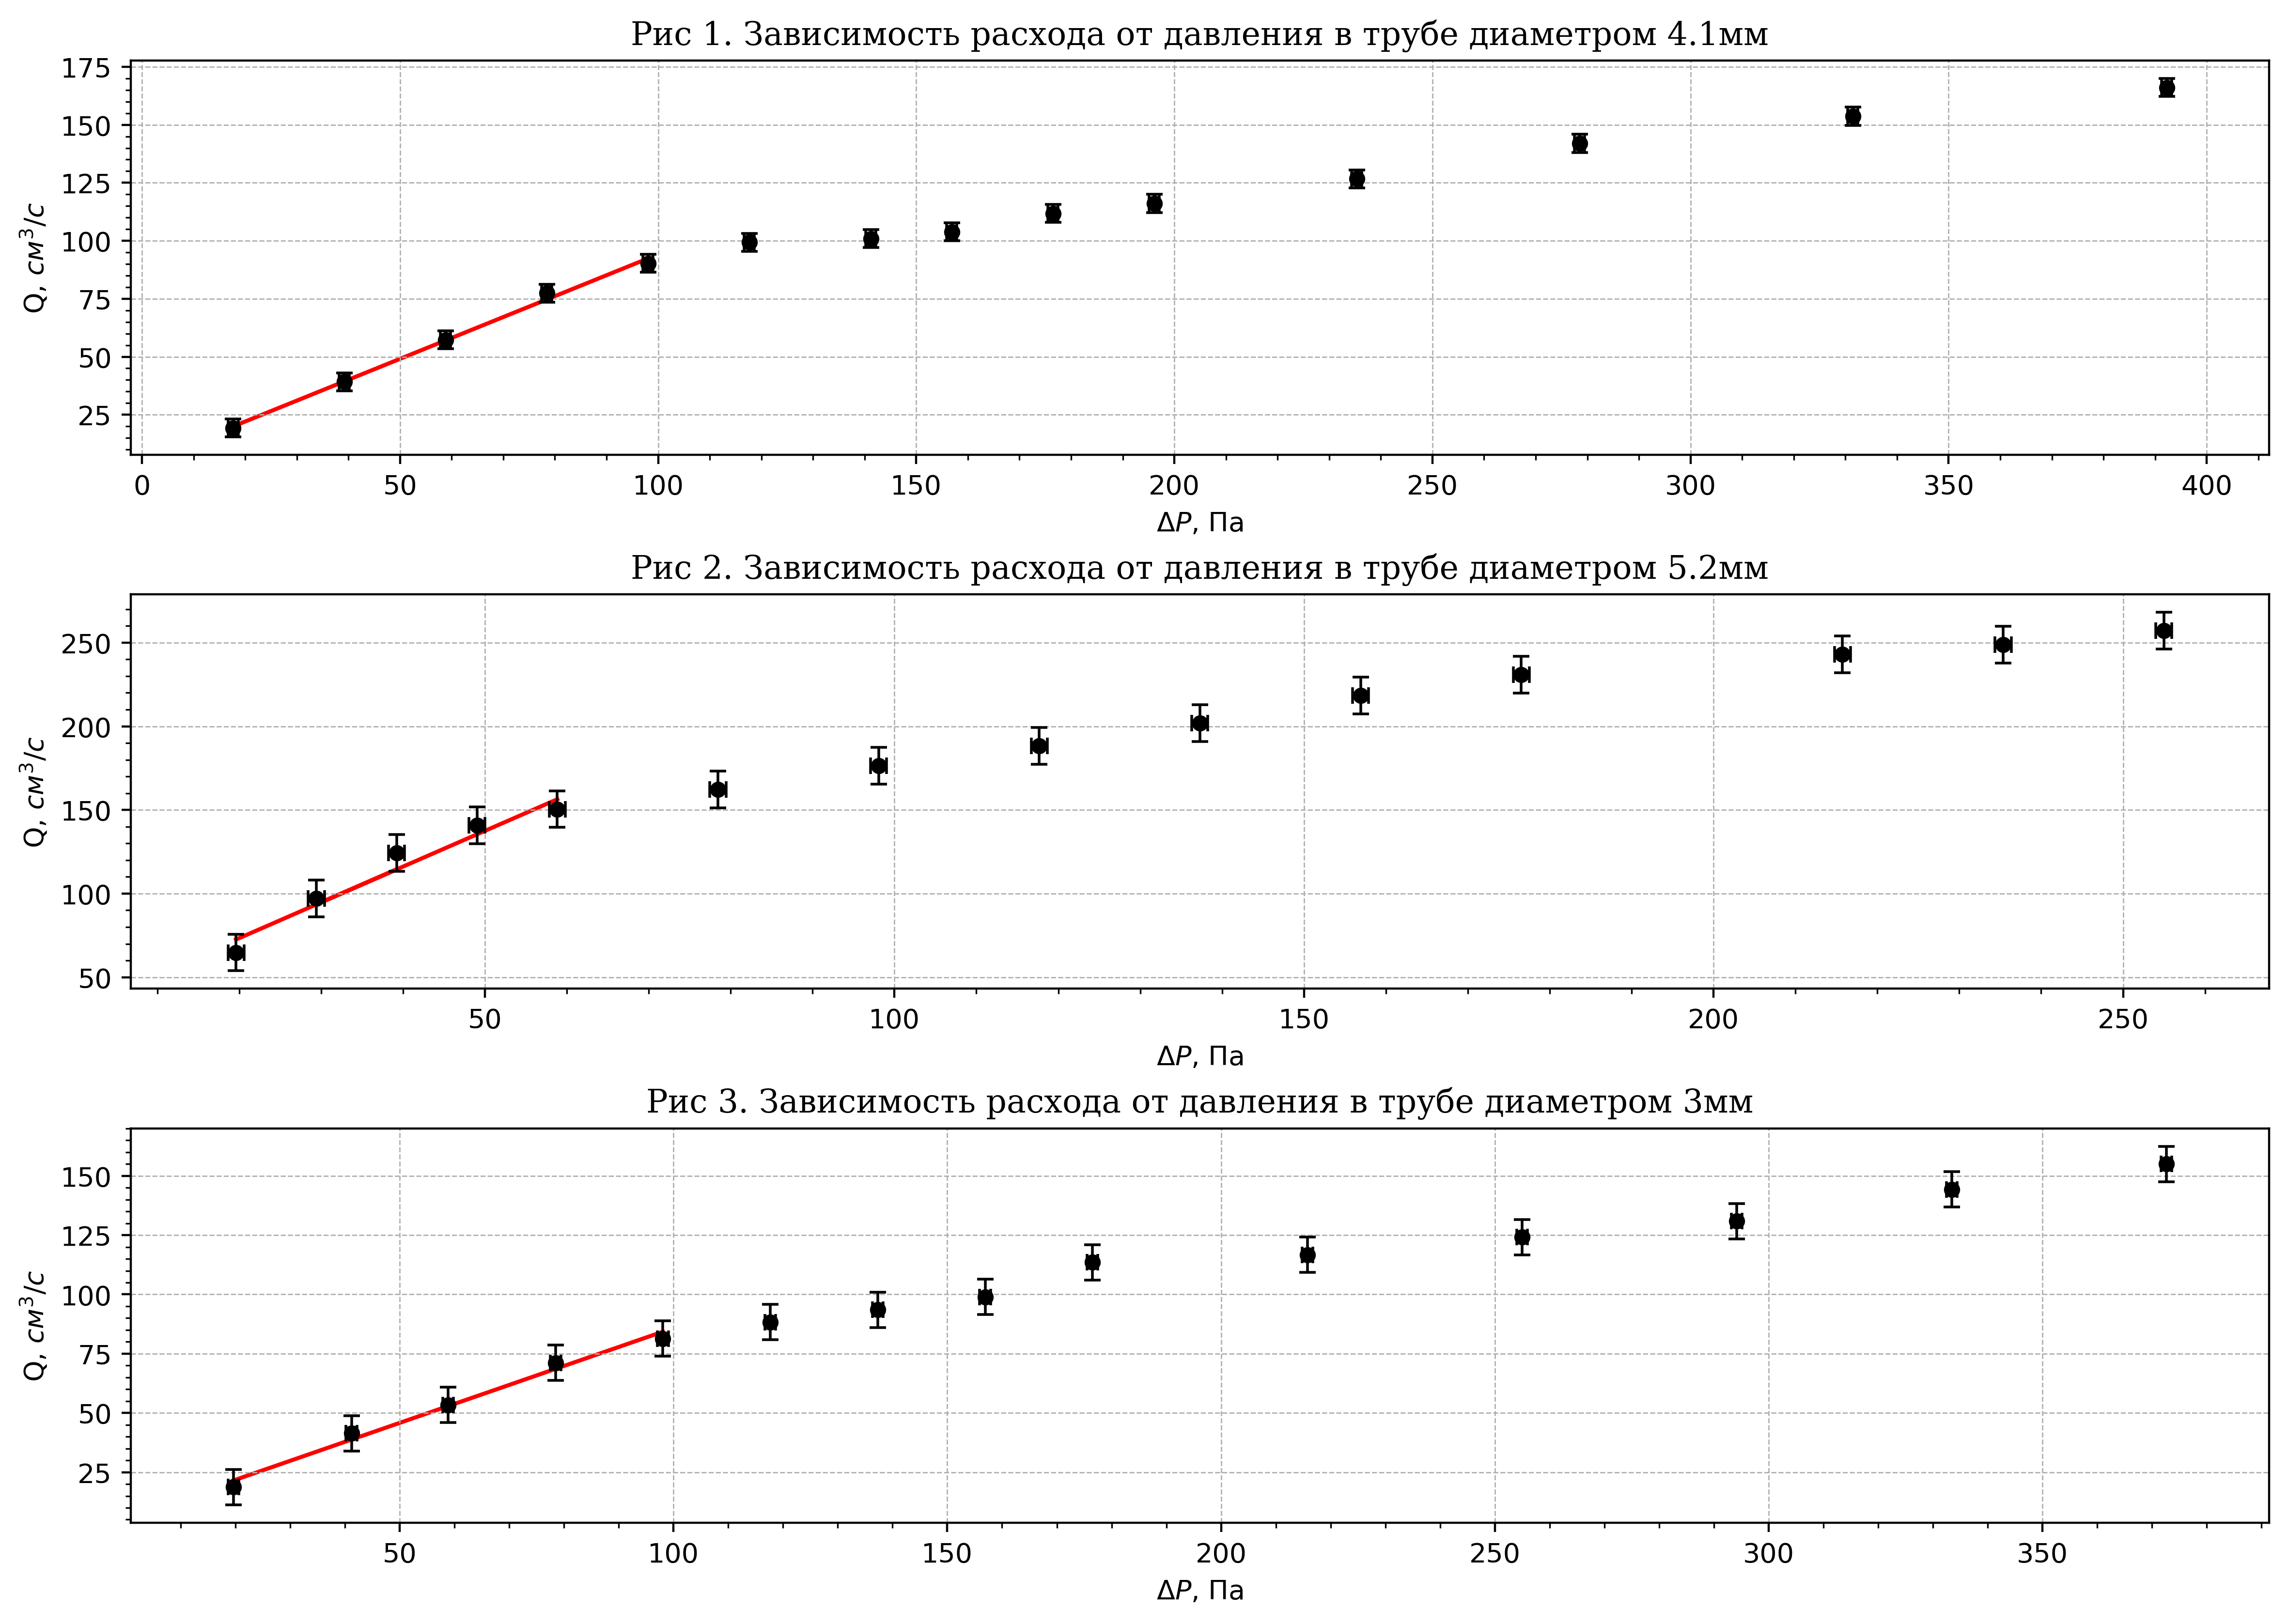 Рис 1. Зависимость расхода от давления в трубе диаметром 4.1мм
175
150
125
100
75
50
25
Q, см³/с
0 50 100 150 200 250 300 350 400
ΔP, Па
Рис 2. Зависимость расхода от давления в трубе диаметром 5.2мм
250
200
150
100
50
Q, см³/с
50 100 150 200 250
ΔP, Па
Рис 3. Зависимость расхода от давления в трубе диаметром 3мм
150
125
100
75
50
25
Q, см³/с
50 100 150 200 250 300 350
ΔP, Па